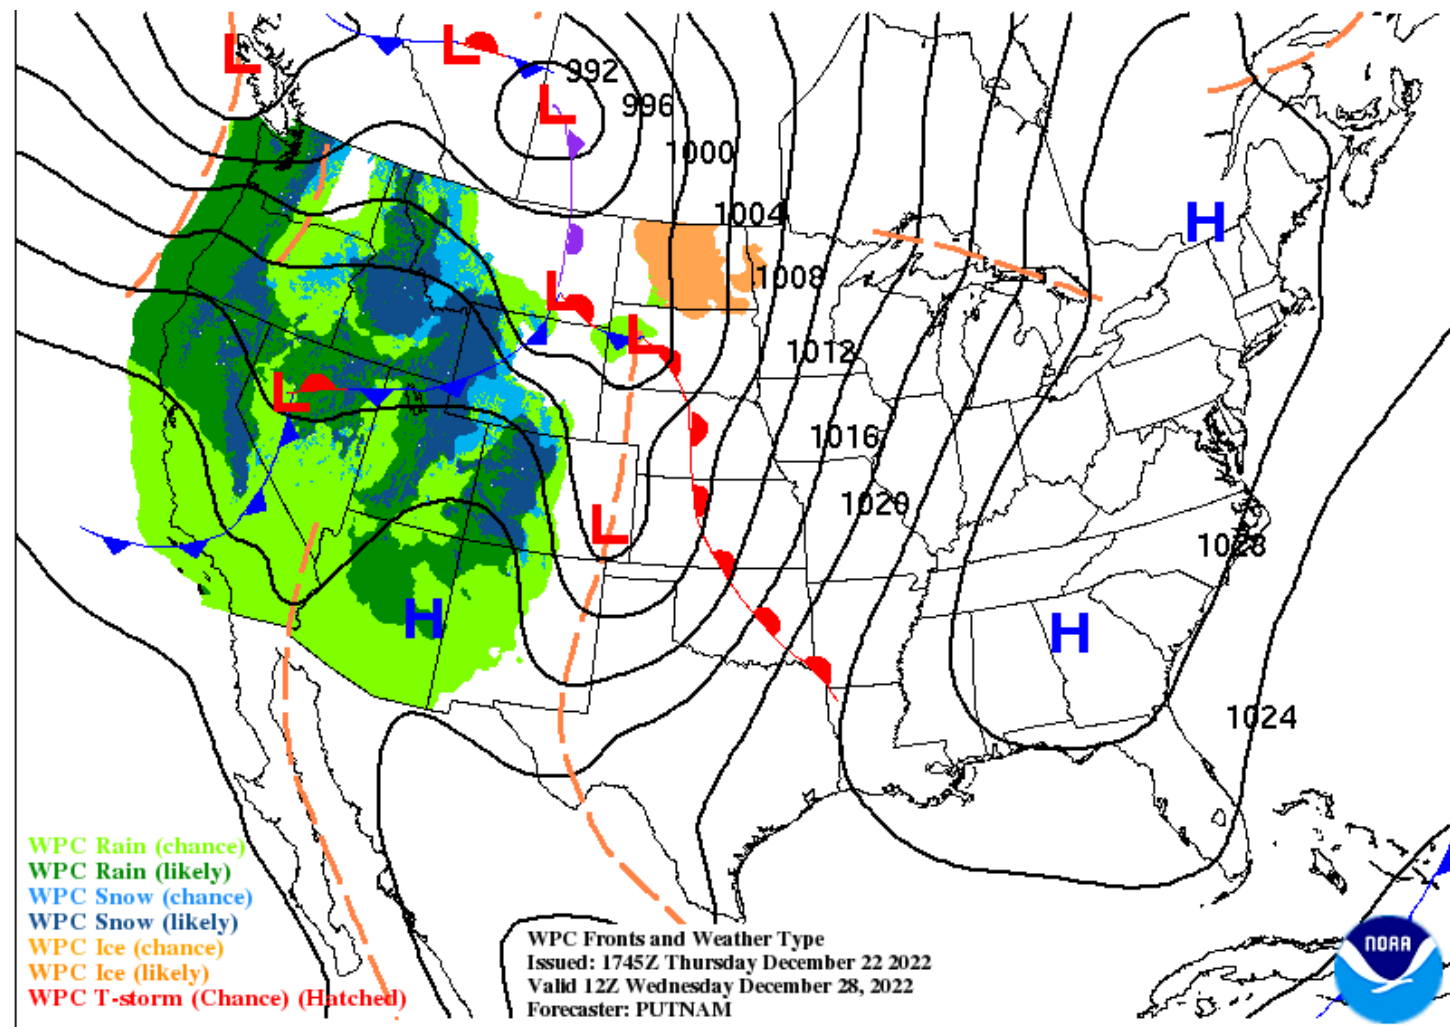 L
L
992
L
996
1000
1004
H
1008
L
L
1012
L
1016
1020
L
1028
H
H
1024
WPC Rain (chance)
WPC Rain (likely)
WPC Snow (chance)
WPC Snow (likely)
WPC Ice (chance)
WPC Ice (likely)
WPC T-storm (Chance) (Hatched)
WPC Fronts and Weather Type
Issued: 1745Z Thursday December 22 2022
Valid 12Z Wednesday December 28, 2022
Forecaster: PUTNAM
NOAA